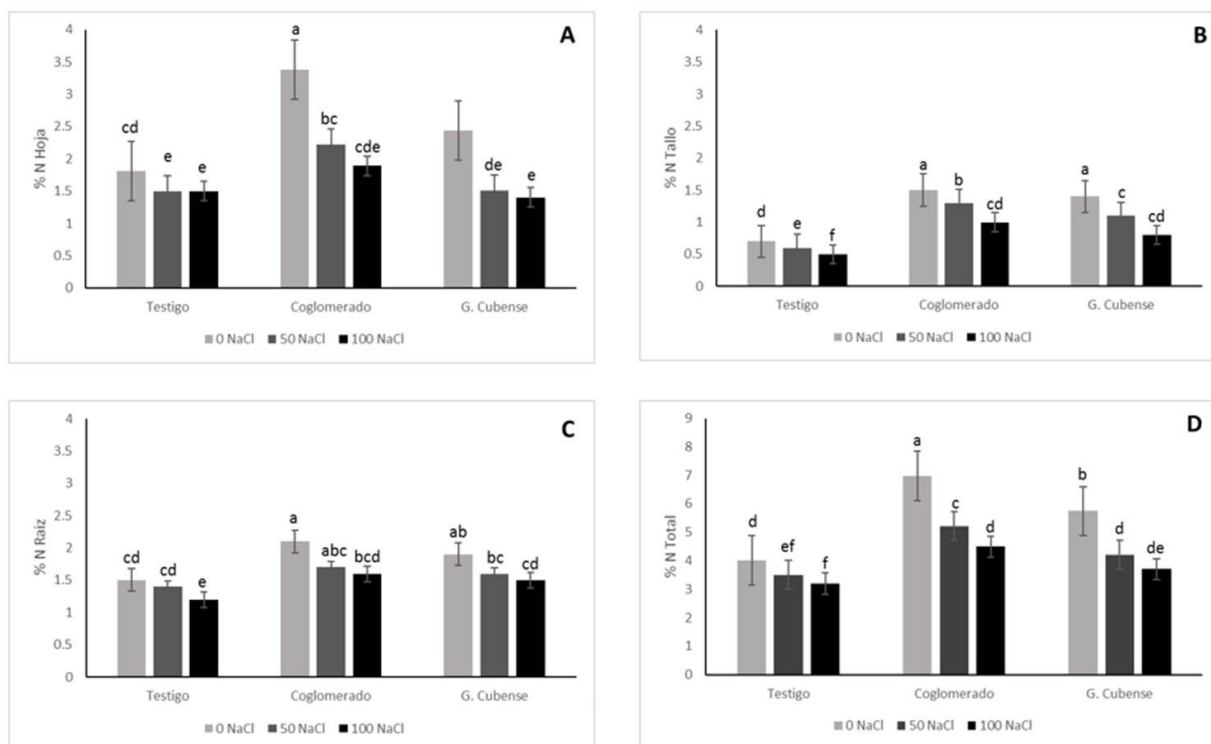 A
% N Hoja
4
3.5
3
2.5
2
1.5
1
0.5
0
cd e e a bc cde de e
Testigo Coglomerado G. Cubense
0 NaCl 50 NaCl 100 NaCl
B
% N Tallo
4
3.5
3
2.5
2
1.5
1
0.5
0
d e f a b cd a c cd
Testigo Coglomerado G. Cubense
0 NaCl 50 NaCl 100 NaCl
C
% N Raiz
4
3.5
3
2.5
2
1.5
1
0.5
0
cd cd e a abc bcd ab bc cd
Testigo Coglomerado G. Cubense
0 NaCl 50 NaCl 100 NaCl
D
% N Total
9
8
7
6
5
4
3
2
1
0
d ef f a c d b d de
Testigo Coglomerado G. Cubense
0 NaCl 50 NaCl 100 NaCl